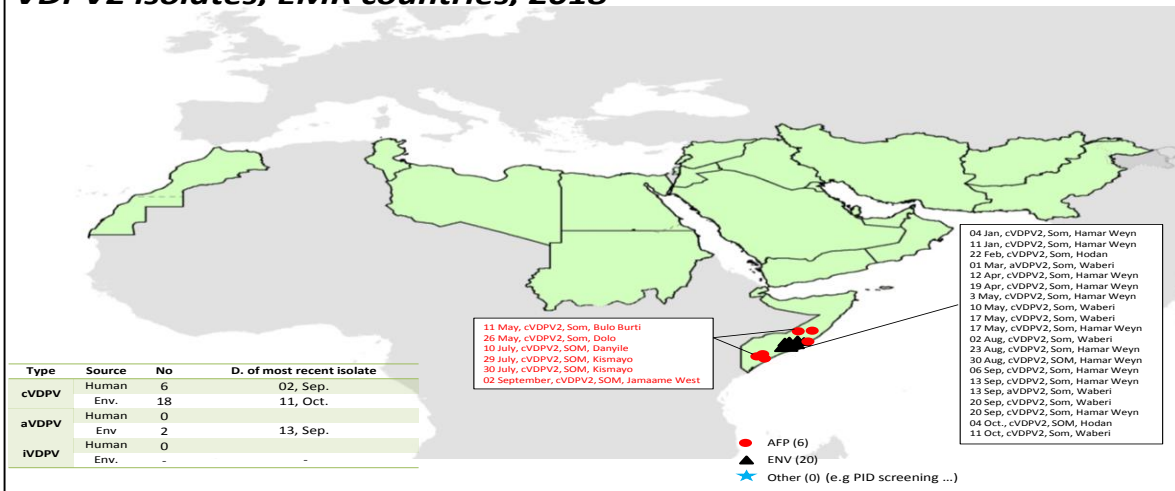 VDPV2 isolates, EMR countries, 2018
04 Jan, cVDPV2, Som, Hamar Weyn
11 Jan, cVDPV2, Som, Hamar Weyn
22 Feb, cVDPV2, Som, Hodan
01 Mar, aVDPV2, Som, Waberi
12 Apr, cVDPV2, Som, Hamar Weyn
19 Apr, cVDPV2, Som, Hamar Weyn
3 May, cVDPV2, Som, Hamar Weyn
10 May, cVDPV2, Som, Waberi
17 May, cVDPV2, Som, Waberi
17 May, cVDPV2, Som, Hamar Weyn
02 Aug, cVDPV2, Som, Waberi
23 Aug, cVDPV2, Som, Hamar Weyn
30 Aug, cVDPV2, SOM, Hamar Weyn
06 Sep, cVDPV2, Som, Hamar Weyn
13 Sep, cVDPV2, Som, Hamar Weyn
13 Sep, aVDPV2, Som, Waberi
20 Sep, cVDPV2, Som, Waberi
20 Sep, cVDPV2, Som, Hamar Weyn
04 Oct., cVDPV2, SOM, Hodan
11 Oct, cVDPV2, Som, Waberi
11 May, cVDPV2, Som, Bulo Burti
26 May, cVDPV2, Som, Dolo
10 July, cVDPV2, SOM, Danyile
29 July, cVDPV2, SOM, Kismayo
30 July, cVDPV2, SOM, Kismayo
02 September, cVDPV2, SOM, Jamaame West
Type Source No D. of most recent isolate
cVDPV Human 6 02, Sep.
Env. 18 11, Oct.
aVDPV Human 0
Env 2 13, Sep.
iVDPV Human 0
Env. - -
AFP (6)
ENV (20)
Other (0) (e.g PID screening ...)